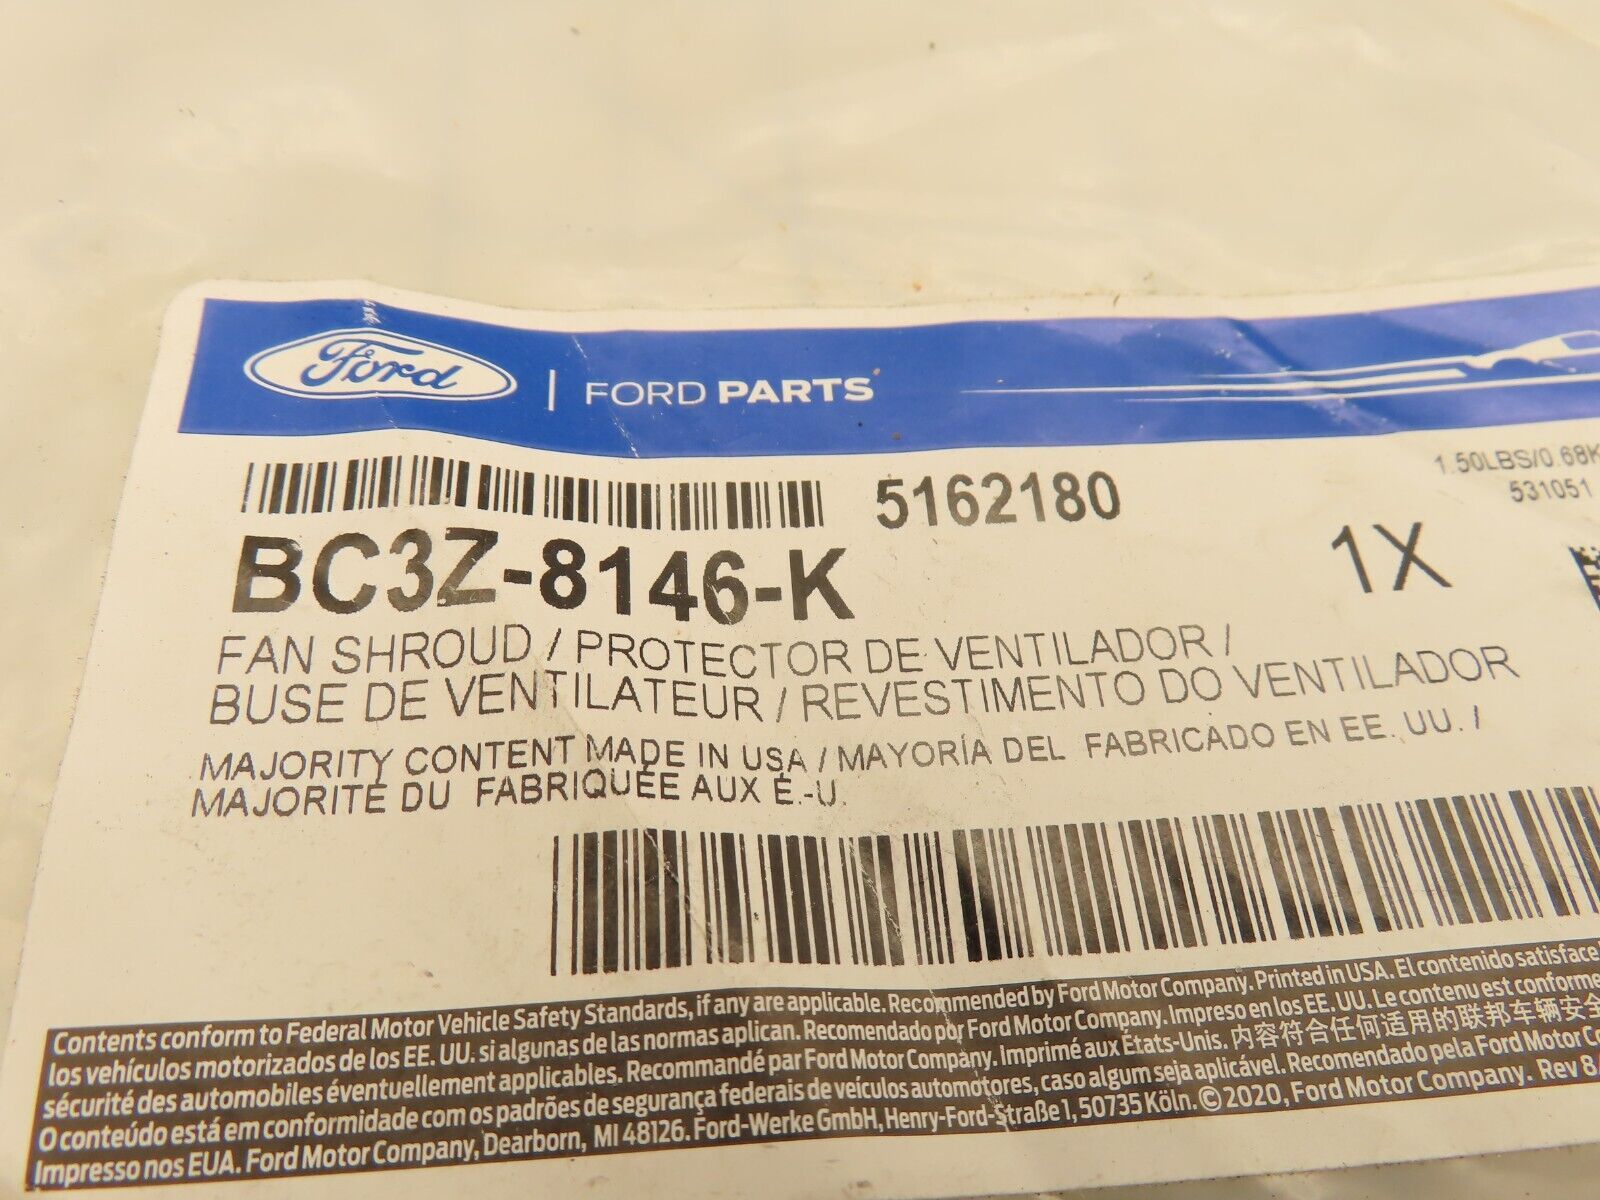 Ford | FORD PARTS
5162180
1.50LBS/0.68K
531051
BC3Z-8146-K
1X
FAN SHROUD / PROTECTOR DE VENTILADOR /
BUSE DE VENTILATEUR / REVESTIMENTO DO VENTILADOR
MAJORITY CONTENT MADE IN USA / MAYORÍA DEL FABRICADO EN EE. UU. /
MAJORITÉ DU FABRIQUÉE AUX É.-U.
Contents conform to Federal Motor Vehicle Safety Standards, if any are applicable. Recommended by Ford Motor Company. Printed in USA. El contenido satisface
los vehículos motorizados de los EE. UU. si algunas de las normas aplican. Recomendado por Ford Motor Company. Impreso en los EE. UU. Le contenu est conforme
sécurité des automobiles éventuellement applicables. Recommandé par Ford Motor Company. Imprimé aux États-Unis. 内容符合任何适用的联邦车辆安全
O conteúdo está em conformidade com os padrões de segurança federais de veículos automotores, caso algum seja aplicável. Recomendado pela Ford Motor Co
Impresso nos EUA. Ford Motor Company, Dearborn, MI 48126. Ford-Werke GmbH, Henry-Ford-Straße 1, 50735 Köln. © 2020, Ford Motor Company. Rev 8/